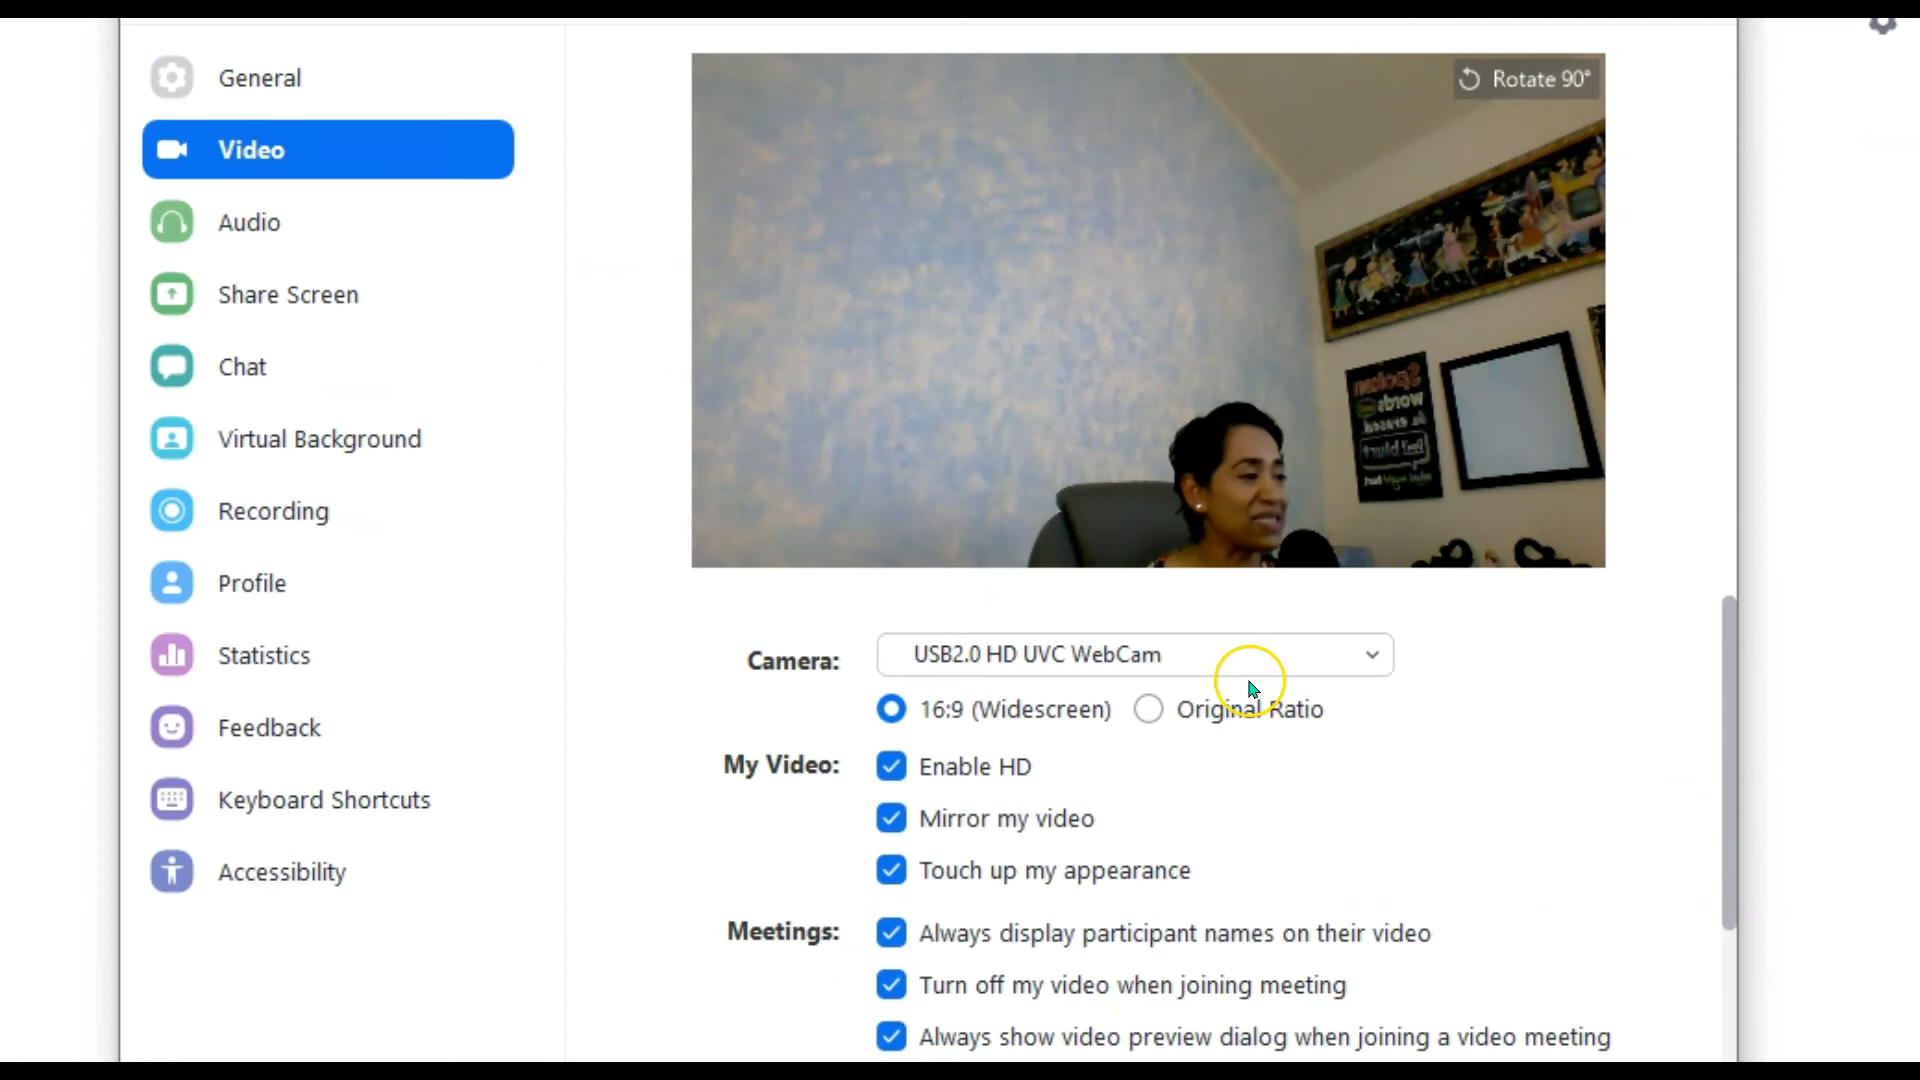 General
Video
Audio
Share Screen
Chat
Virtual Background
Recording
Profile
Statistics
Feedback
Keyboard Shortcuts
Accessibility
Rotate 90°
Spoken
words
Camera: USB2.0 HD UVC WebCam
16:9 (Widescreen) Original Ratio
My Video: Enable HD
Mirror my video
Touch up my appearance
Meetings: Always display participant names on their video
Turn off my video when joining meeting
Always show video preview dialog when joining a video meeting